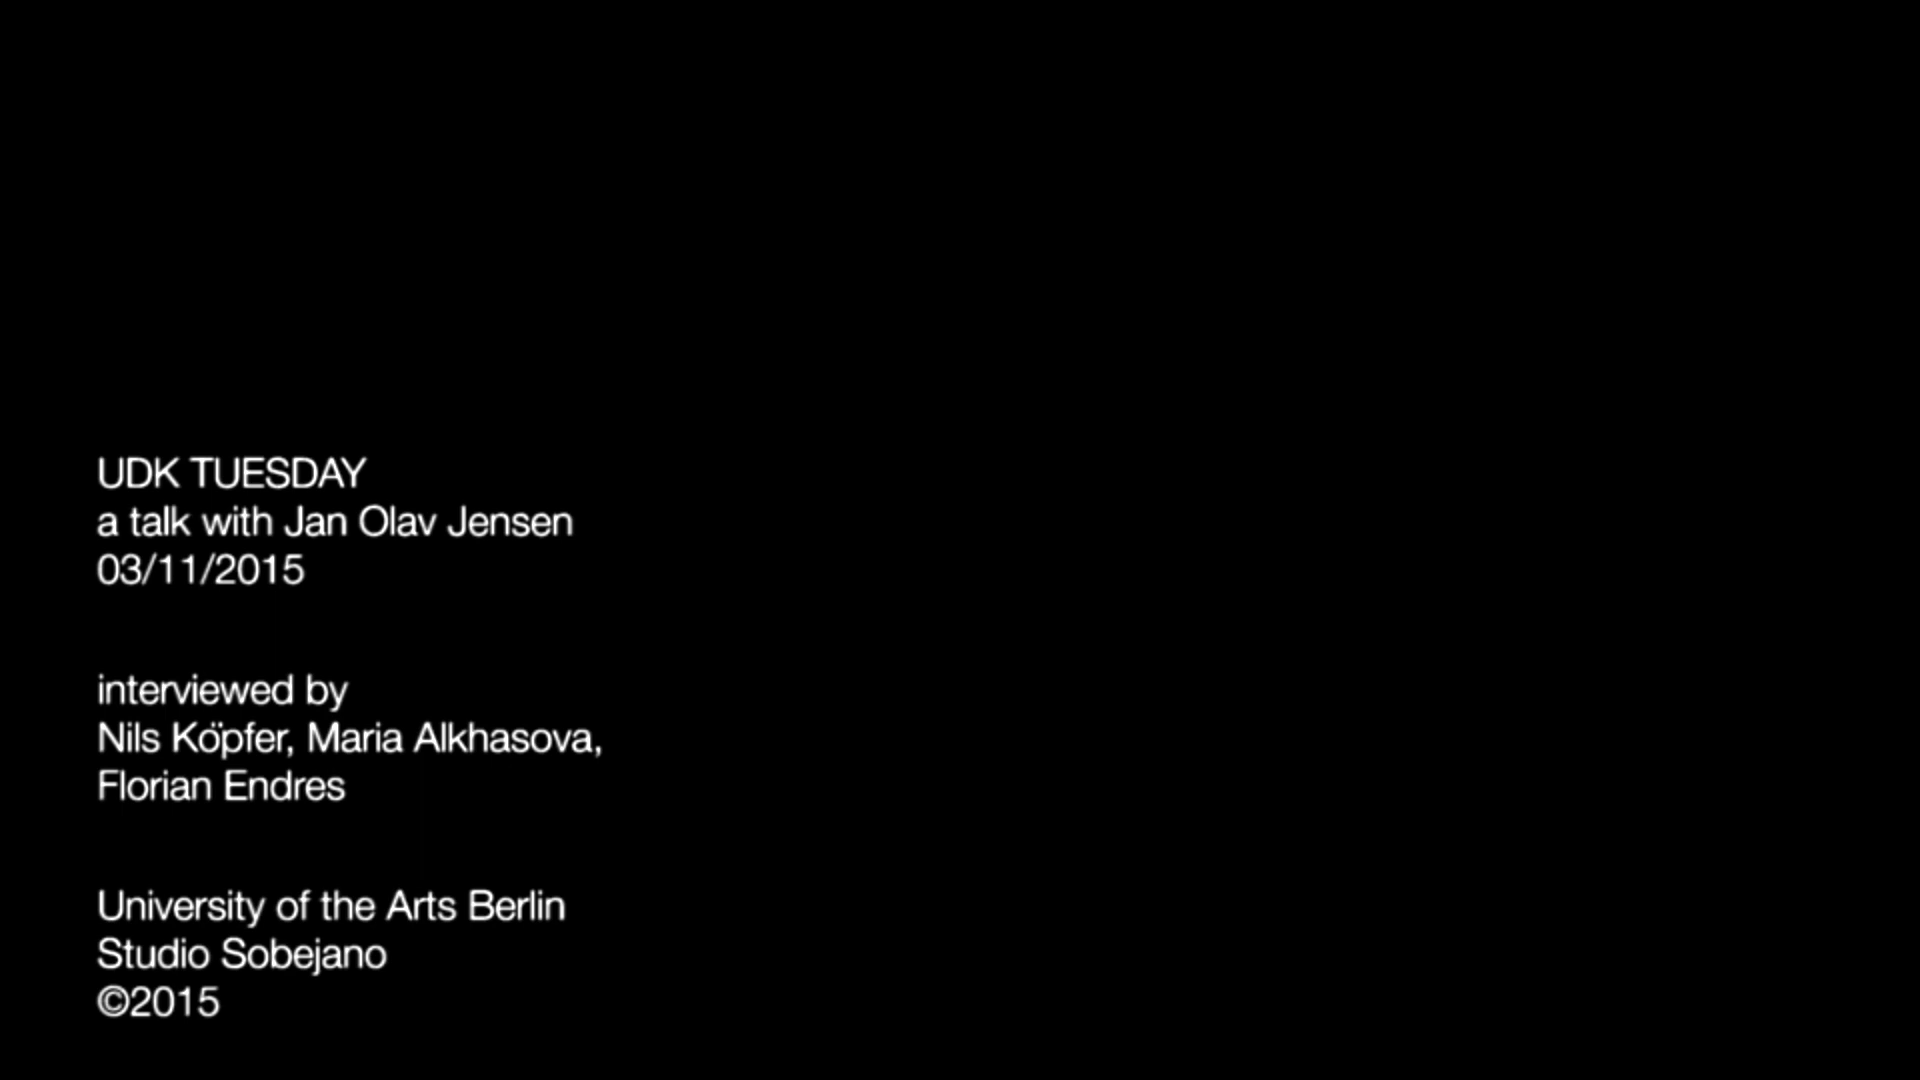 UDK TUESDAY
a talk with Jan Olav Jensen
03/11/2015
interviewed by
Nils Köpfer, Maria Alkhasova,
Florian Endres
University of the Arts Berlin
Studio Sobejano
©2015